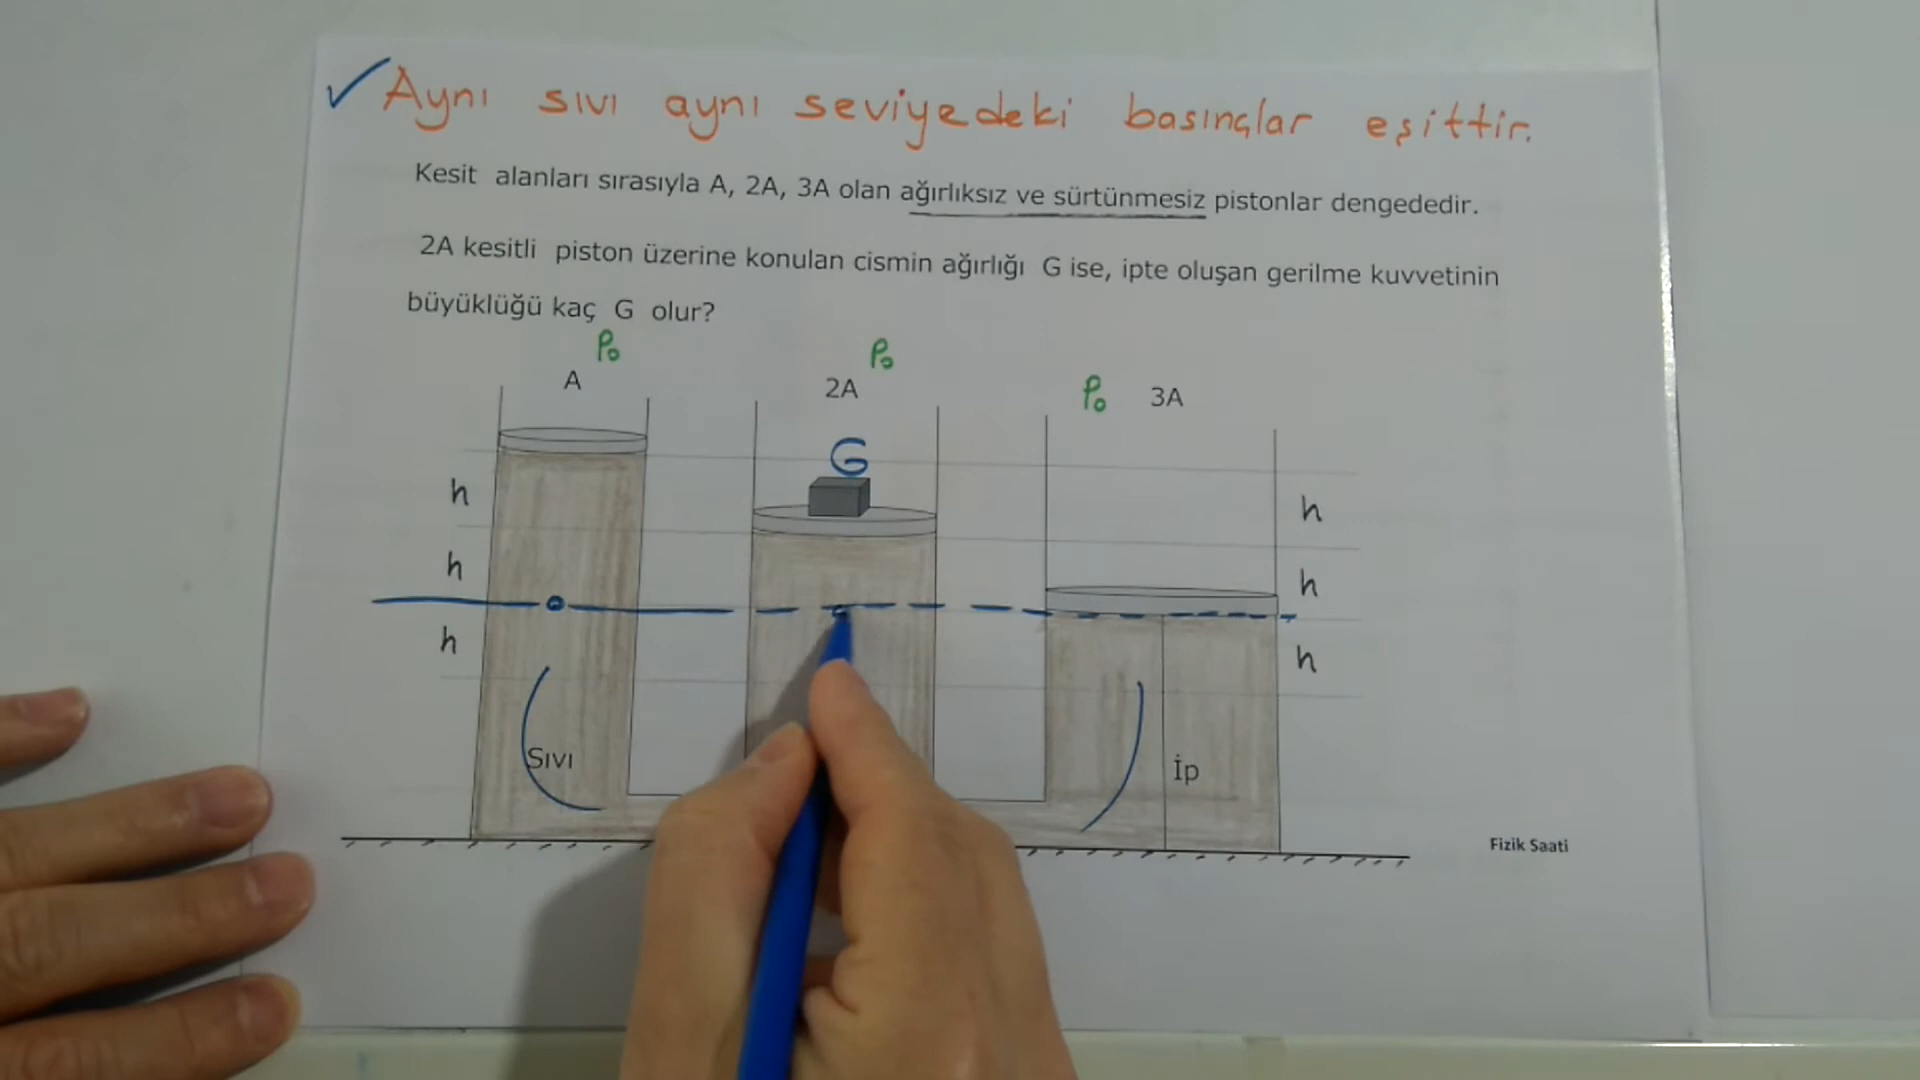 Aynı sıvı aynı seviyedeki basınçlar eşittir.
Kesit alanları sırasıyla A, 2A, 3A olan ağırlıksız ve sürtünmesiz pistonlar dengededir.
2A kesitli piston üzerine konulan cismin ağırlığı G ise, ipte oluşan gerilme kuvvetinin
büyüklüğü kaç G olur?
P₀ P₀ P₀
A 2A 3A
G
h h
h h
h h
Sıvı İp
Fizik Saati